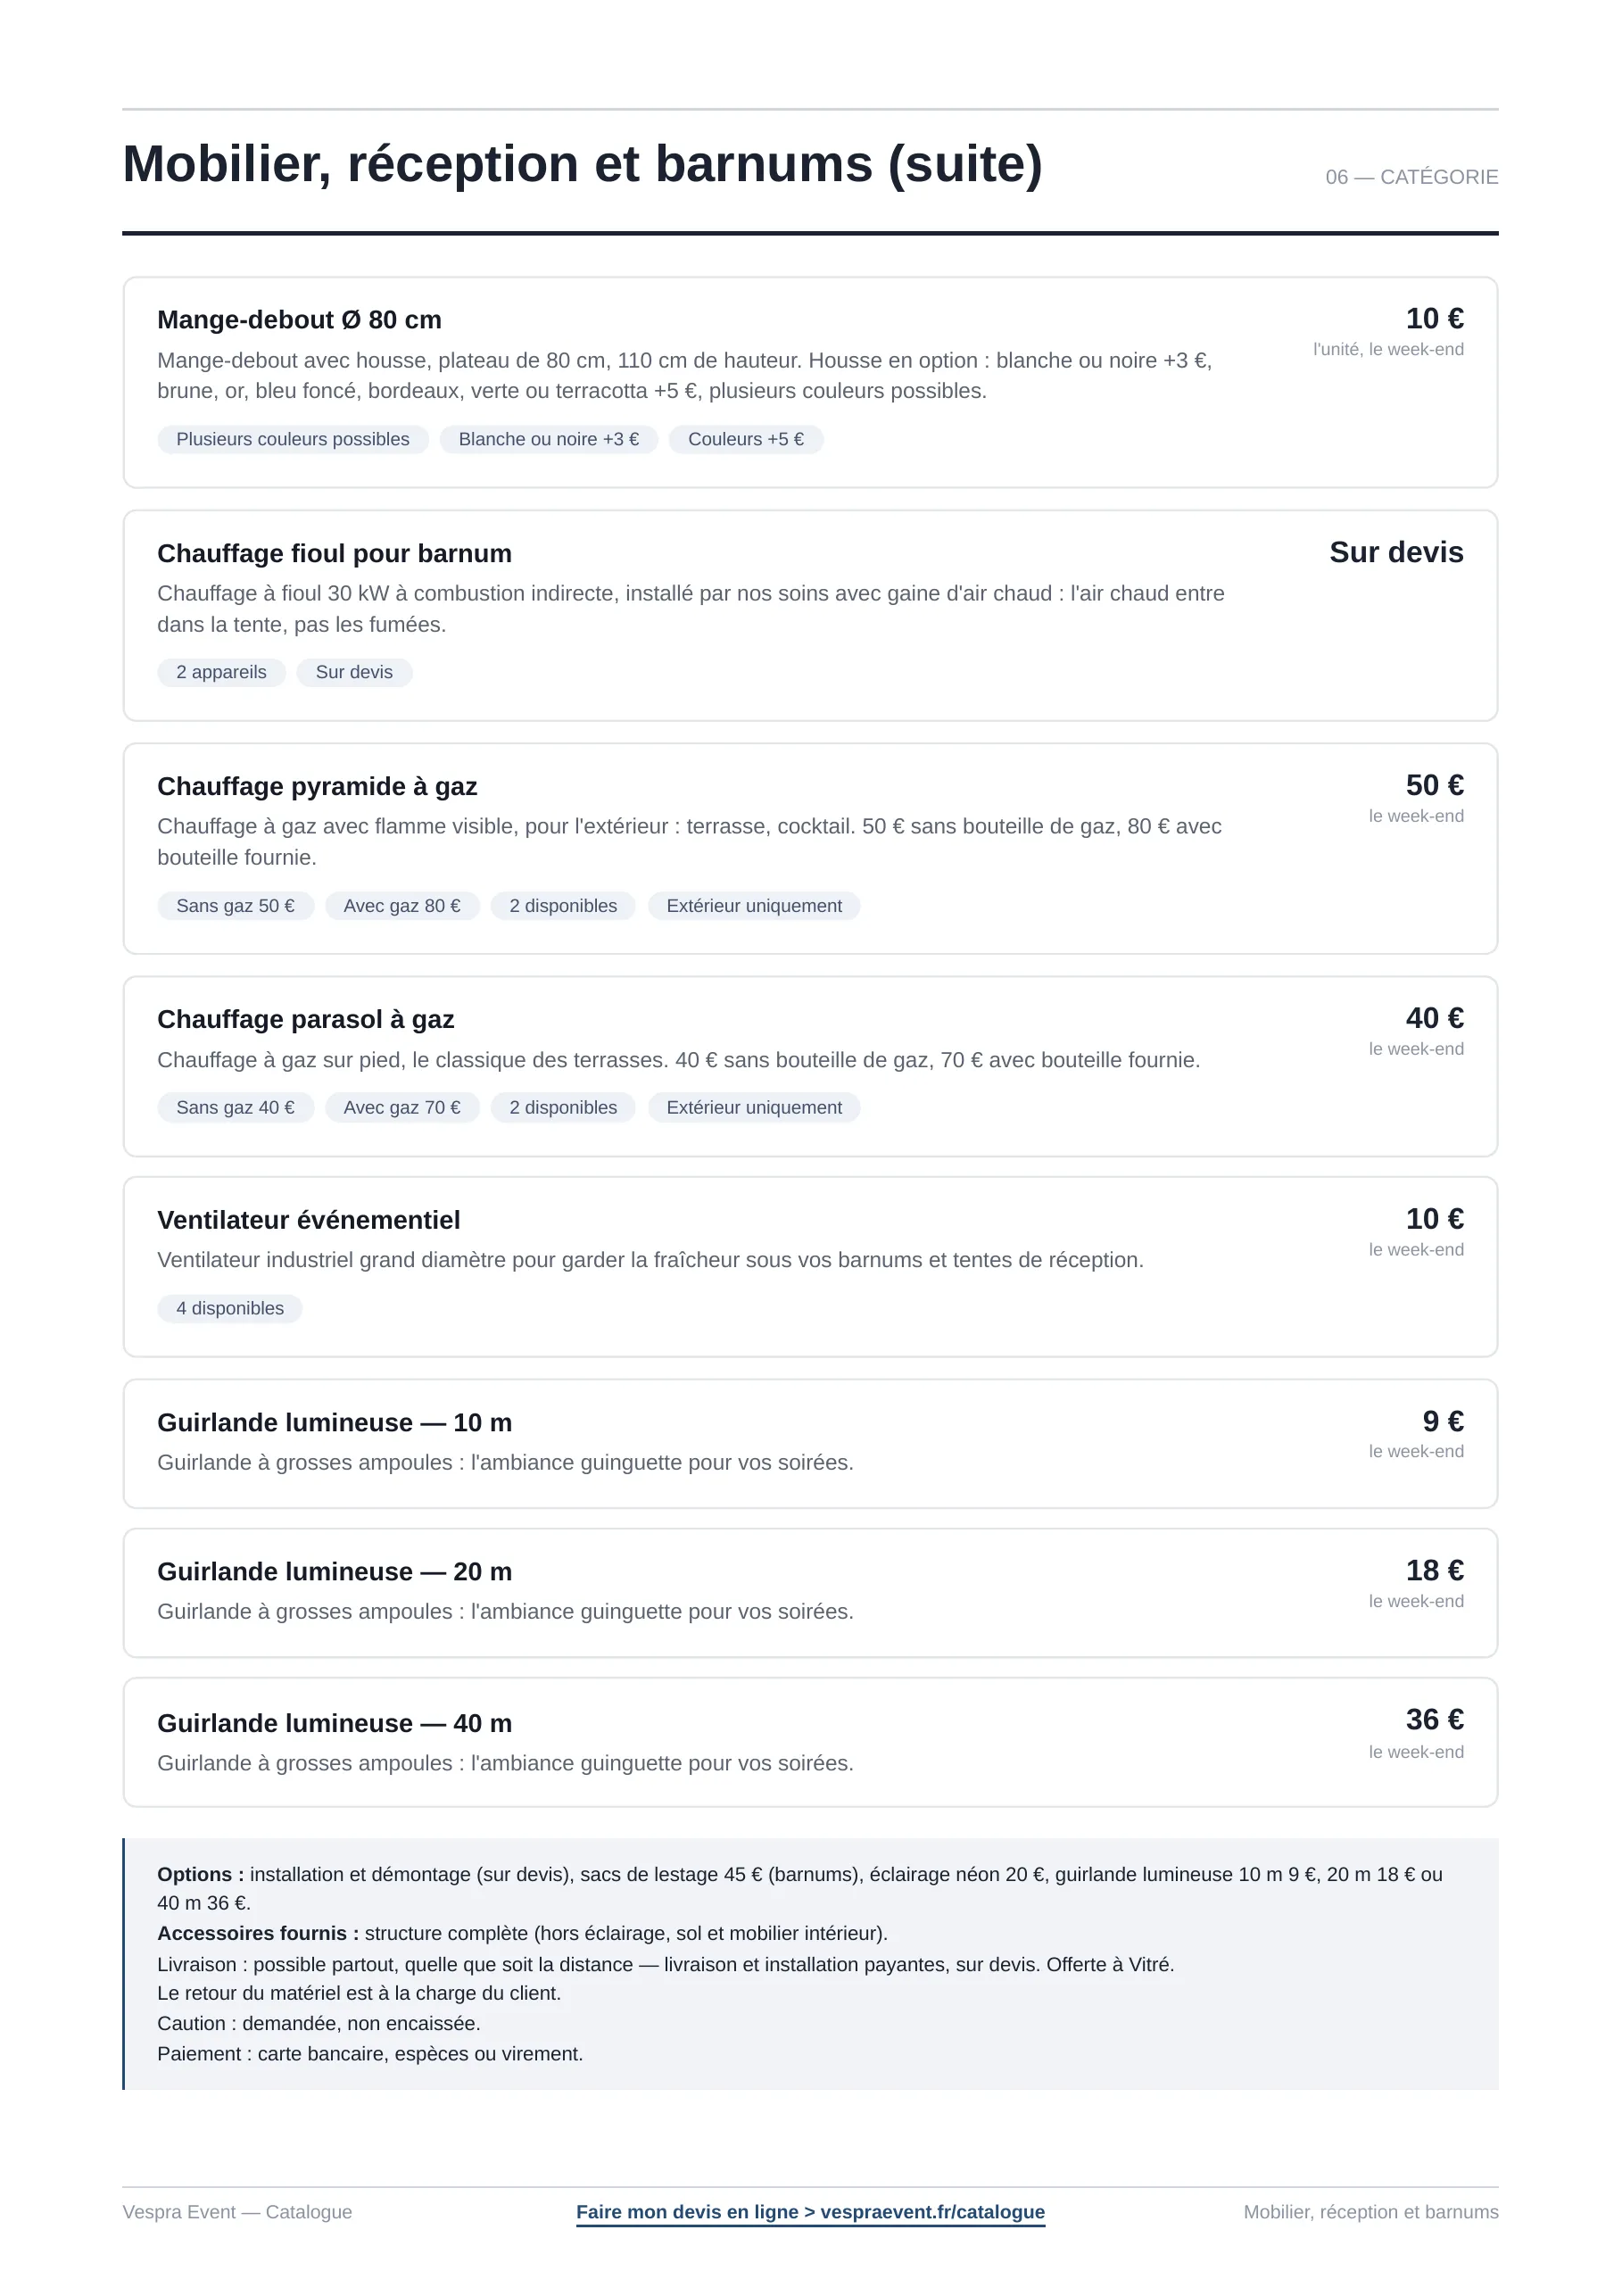 Mobilier, réception et barnums (suite)
06 — CATÉGORIE
Mange-debout Ø 80 cm
10 €
l'unité, le week-end
Mange-debout avec housse, plateau de 80 cm, 110 cm de hauteur. Housse en option : blanche ou noire +3 €,
brune, or, bleu foncé, bordeaux, verte ou terracotta +5 €, plusieurs couleurs possibles.
Plusieurs couleurs possibles
Blanche ou noire +3 €
Couleurs +5 €
Chauffage fioul pour barnum
Sur devis
Chauffage à fioul 30 kW à combustion indirecte, installé par nos soins avec gaine d'air chaud : l'air chaud entre
dans la tente, pas les fumées.
2 appareils
Sur devis
Chauffage pyramide à gaz
50 €
le week-end
Chauffage à gaz avec flamme visible, pour l'extérieur : terrasse, cocktail. 50 € sans bouteille de gaz, 80 € avec
bouteille fournie.
Sans gaz 50 €
Avec gaz 80 €
2 disponibles
Extérieur uniquement
Chauffage parasol à gaz
40 €
le week-end
Chauffage à gaz sur pied, le classique des terrasses. 40 € sans bouteille de gaz, 70 € avec bouteille fournie.
Sans gaz 40 €
Avec gaz 70 €
2 disponibles
Extérieur uniquement
Ventilateur événementiel
10 €
le week-end
Ventilateur industriel grand diamètre pour garder la fraîcheur sous vos barnums et tentes de réception.
4 disponibles
Guirlande lumineuse — 10 m
9 €
le week-end
Guirlande à grosses ampoules : l'ambiance guinguette pour vos soirées.
Guirlande lumineuse — 20 m
18 €
le week-end
Guirlande à grosses ampoules : l'ambiance guinguette pour vos soirées.
Guirlande lumineuse — 40 m
36 €
le week-end
Guirlande à grosses ampoules : l'ambiance guinguette pour vos soirées.
Options : installation et démontage (sur devis), sacs de lestage 45 € (barnums), éclairage néon 20 €, guirlande lumineuse 10 m 9 €, 20 m 18 € ou
40 m 36 €.
Accessoires fournis : structure complète (hors éclairage, sol et mobilier intérieur).
Livraison : possible partout, quelle que soit la distance — livraison et installation payantes, sur devis. Offerte à Vitré.
Le retour du matériel est à la charge du client.
Caution : demandée, non encaissée.
Paiement : carte bancaire, espèces ou virement.
Vespra Event — Catalogue
Faire mon devis en ligne > vespraevent.fr/catalogue
Mobilier, réception et barnums